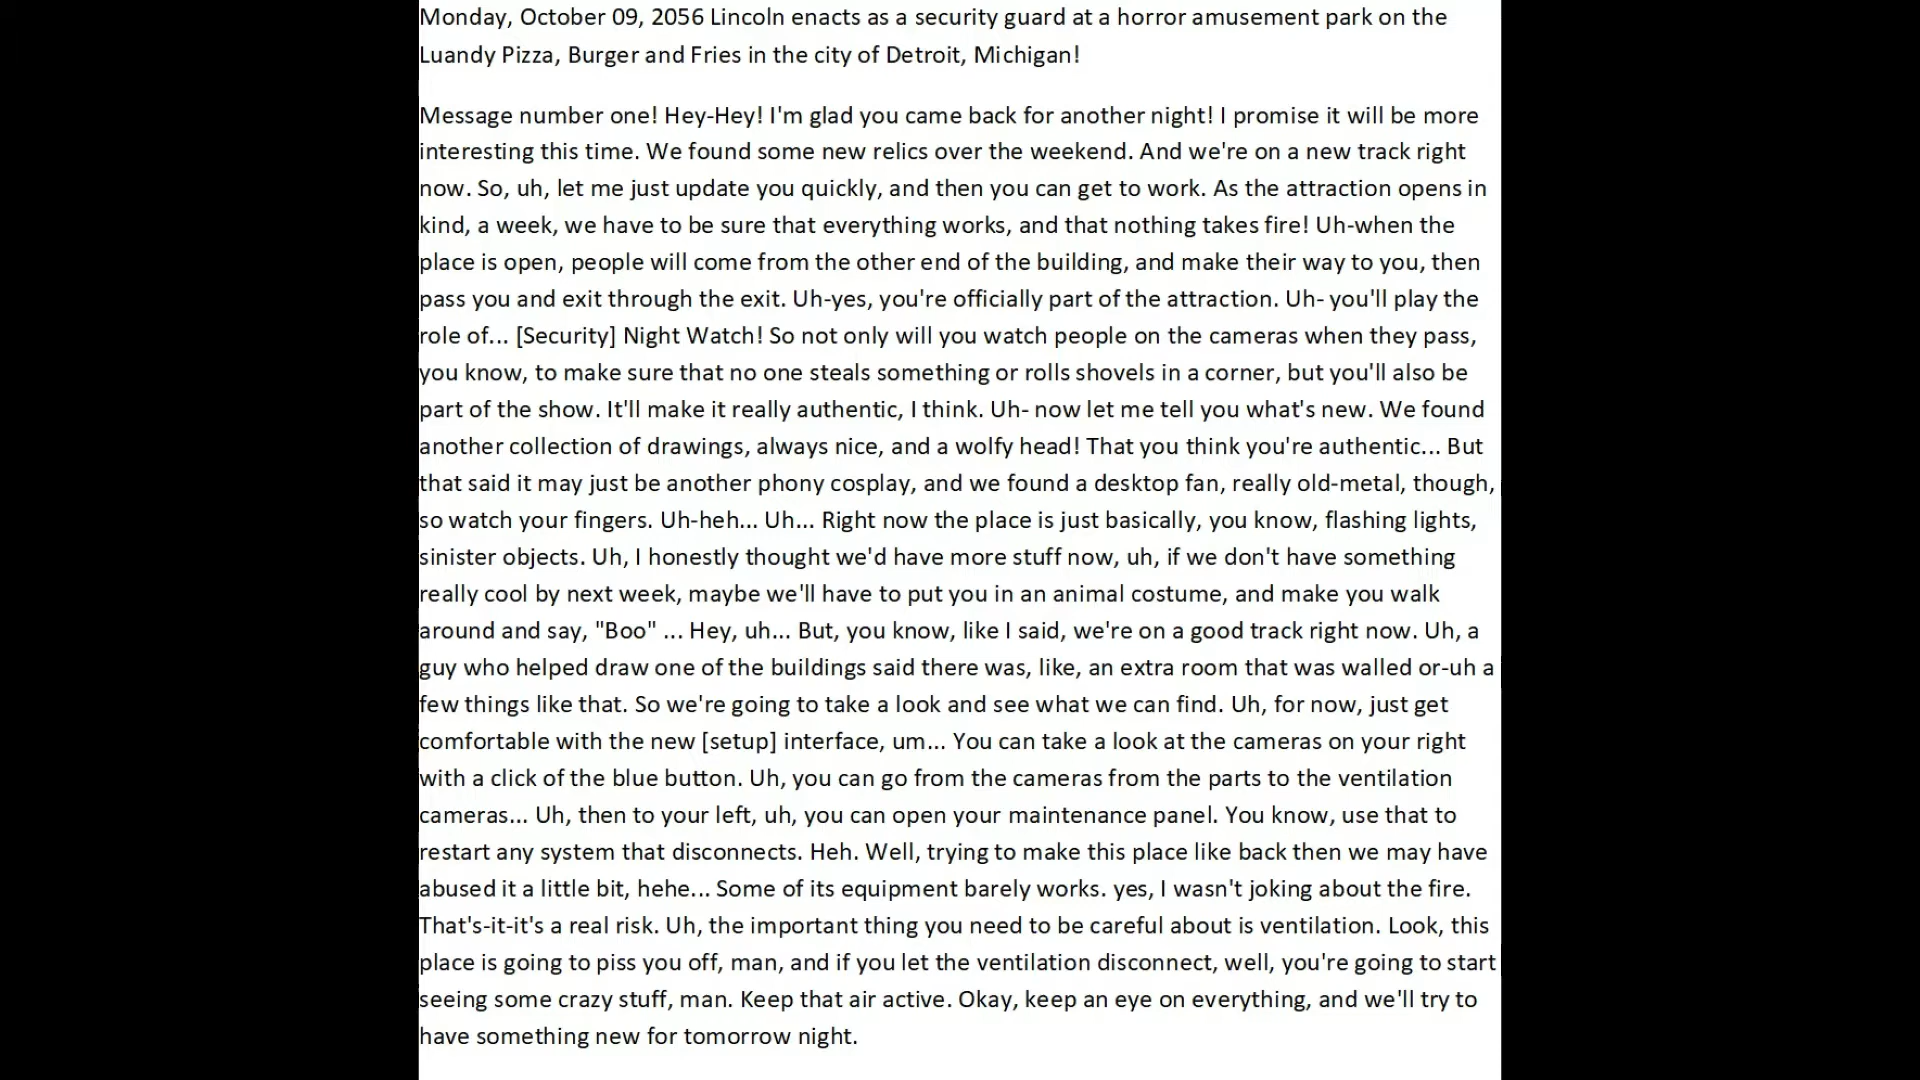 Monday, October 09, 2056 Lincoln enacts as a security guard at a horror amusement park on the
Luandy Pizza, Burger and Fries in the city of Detroit, Michigan!
Message number one! Hey-Hey! I'm glad you came back for another night! I promise it will be more
interesting this time. We found some new relics over the weekend. And we're on a new track right
now. So, uh, let me just update you quickly, and then you can get to work. As the attraction opens in
kind, a week, we have to be sure that everything works, and that nothing takes fire! Uh-when the
place is open, people will come from the other end of the building, and make their way to you, then
pass you and exit through the exit. Uh-yes, you're officially part of the attraction. Uh- you'll play the
role of... [Security] Night Watch! So not only will you watch people on the cameras when they pass,
you know, to make sure that no one steals something or rolls shovels in a corner, but you'll also be
part of the show. It'll make it really authentic, I think. Uh- now let me tell you what's new. We found
another collection of drawings, always nice, and a wolfy head! That you think you're authentic... But
that said it may just be another phony cosplay, and we found a desktop fan, really old-metal, though,
so watch your fingers. Uh-heh... Uh... Right now the place is just basically, you know, flashing lights,
sinister objects. Uh, I honestly thought we'd have more stuff now, uh, if we don't have something
really cool by next week, maybe we'll have to put you in an animal costume, and make you walk
around and say, "Boo" ... Hey, uh... But, you know, like I said, we're on a good track right now. Uh, a
guy who helped draw one of the buildings said there was, like, an extra room that was walled or-uh a
few things like that. So we're going to take a look and see what we can find. Uh, for now, just get
comfortable with the new [setup] interface, um... You can take a look at the cameras on your right
with a click of the blue button. Uh, you can go from the cameras from the parts to the ventilation
cameras... Uh, then to your left, uh, you can open your maintenance panel. You know, use that to
restart any system that disconnects. Heh. Well, trying to make this place like back then we may have
abused it a little bit, hehe... Some of its equipment barely works. yes, I wasn't joking about the fire.
That's-it-it's a real risk. Uh, the important thing you need to be careful about is ventilation. Look, this
place is going to piss you off, man, and if you let the ventilation disconnect, well, you're going to start
seeing some crazy stuff, man. Keep that air active. Okay, keep an eye on everything, and we'll try to
have something new for tomorrow night.